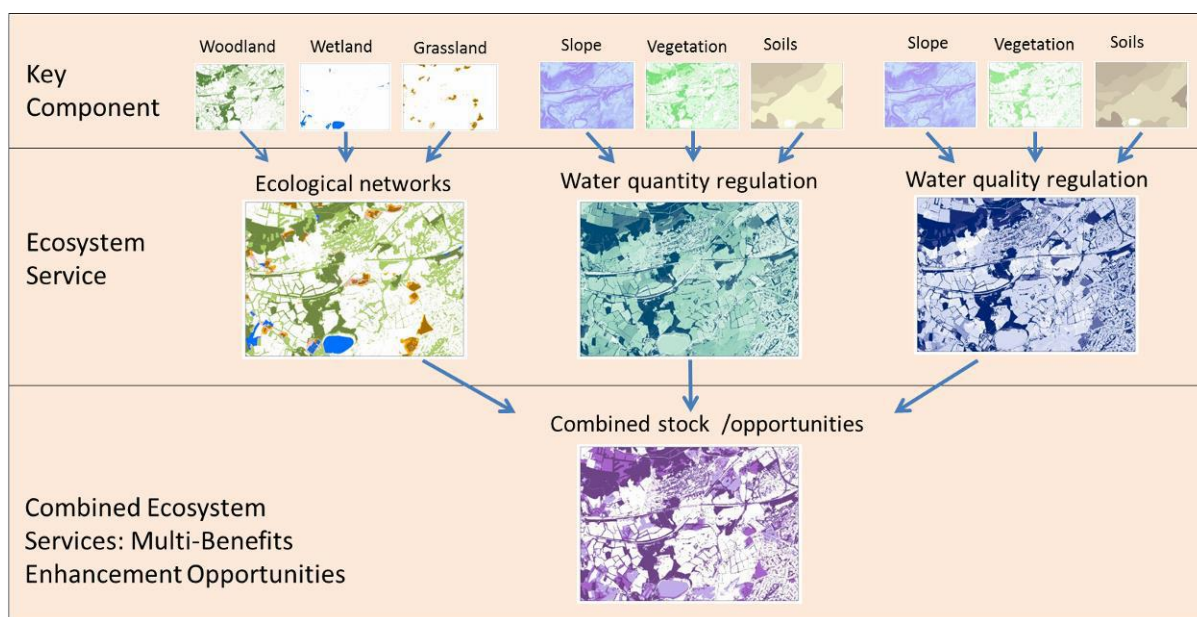 Key
Component
Woodland
Wetland
Grassland
Slope
Vegetation
Soils
Slope
Vegetation
Soils
Ecosystem
Service
Ecological networks
Water quantity regulation
Water quality regulation
Combined Ecosystem
Services: Multi-Benefits
Enhancement Opportunities
Combined stock /opportunities